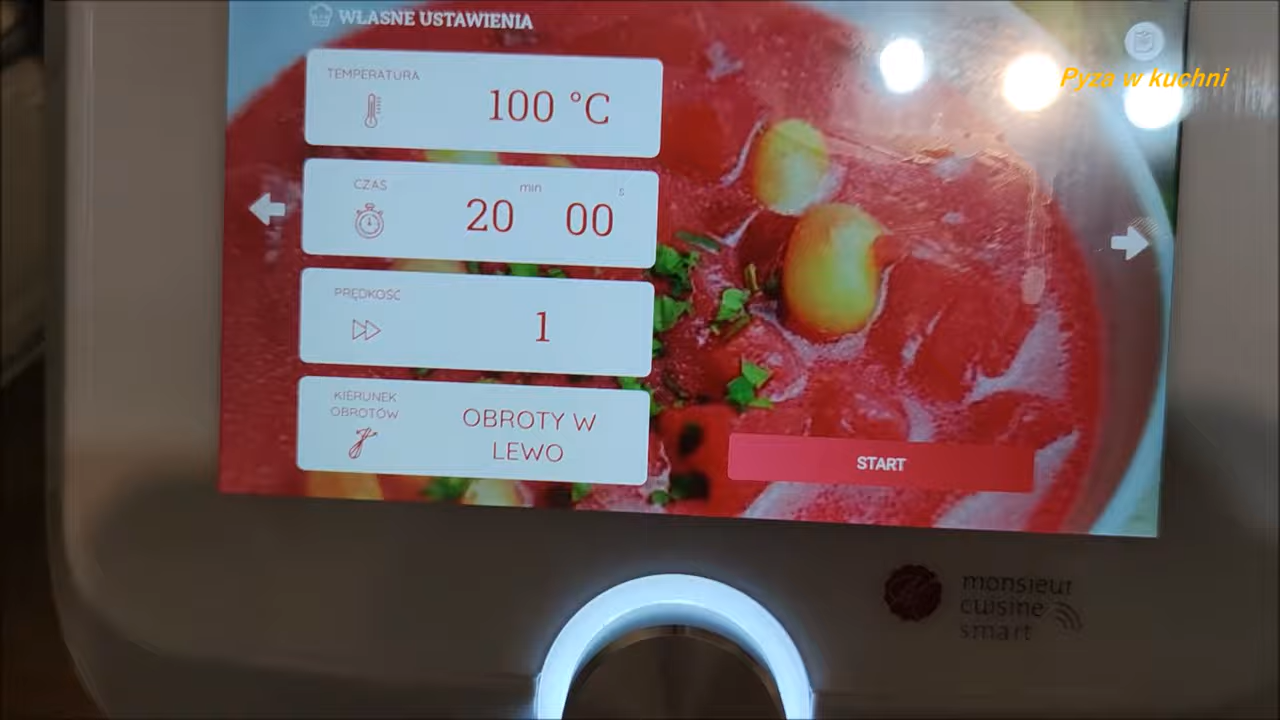 WŁASNE USTAWIENIA
Pyza w kuchni
TEMPERATURA
100 °C
CZAS
20 min 00 s
PRĘDKOŚĆ
1
KIERUNEK
OBROTÓW
OBROTY W
LEWO
START
monsieur
cuisine
smart